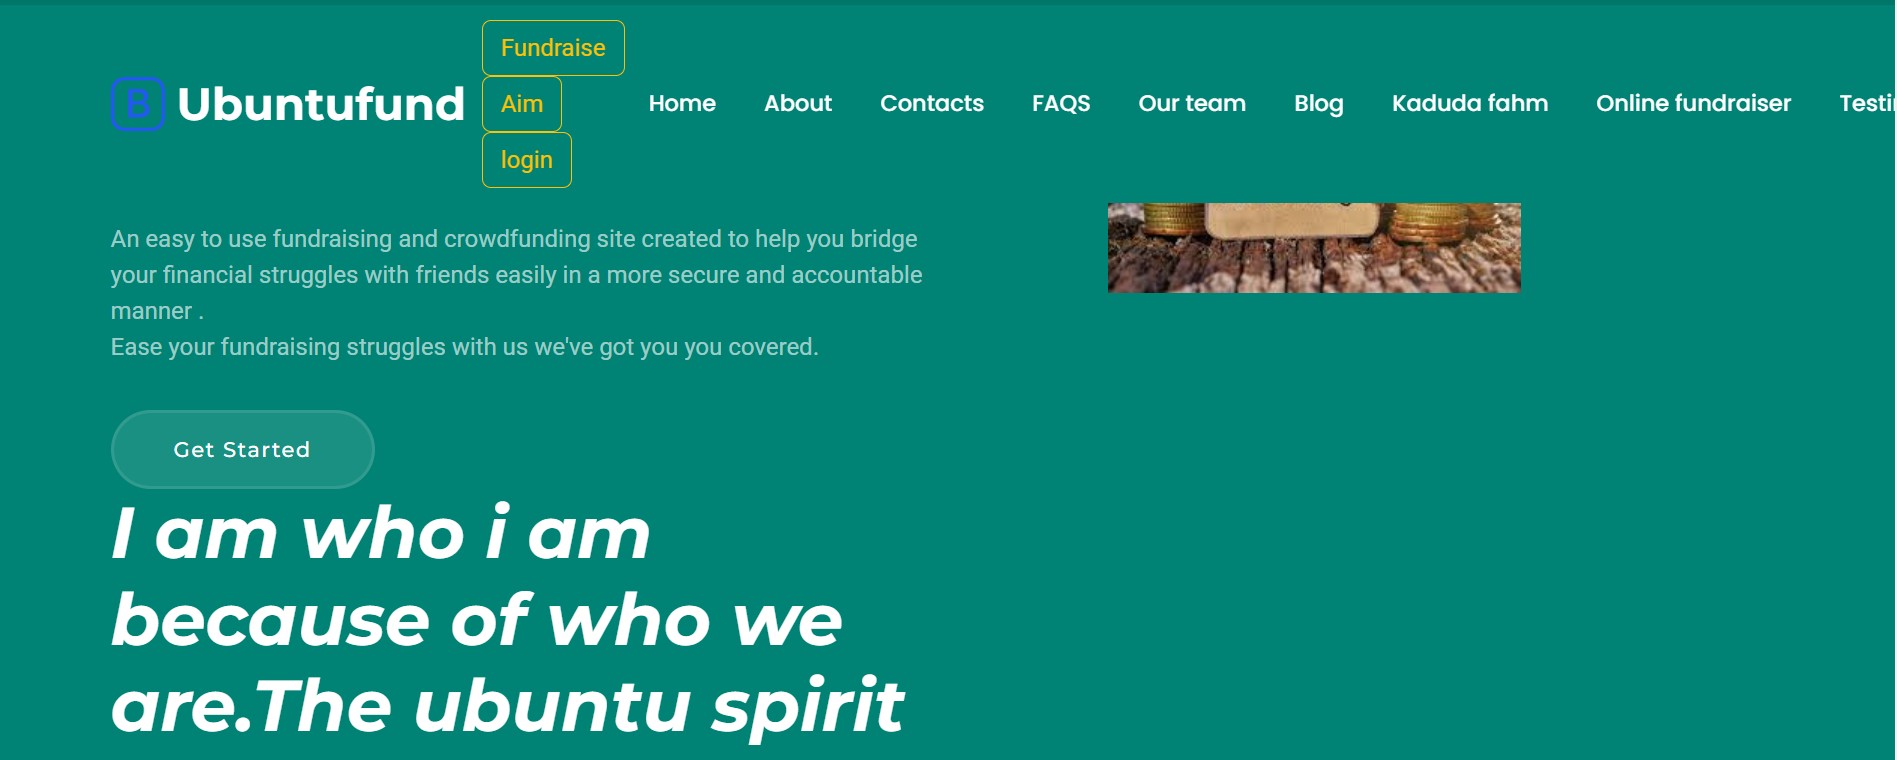 Fundraise
B Ubuntufund
Aim
login
Home About Contacts FAQS Our team Blog Kaduda fahm Online fundraiser
An easy to use fundraising and crowdfunding site created to help you bridge
your financial struggles with friends easily in a more secure and accountable
manner .
Ease your fundraising struggles with us we've got you you covered.
Get Started
I am who i am
because of who we
are.The ubuntu spirit